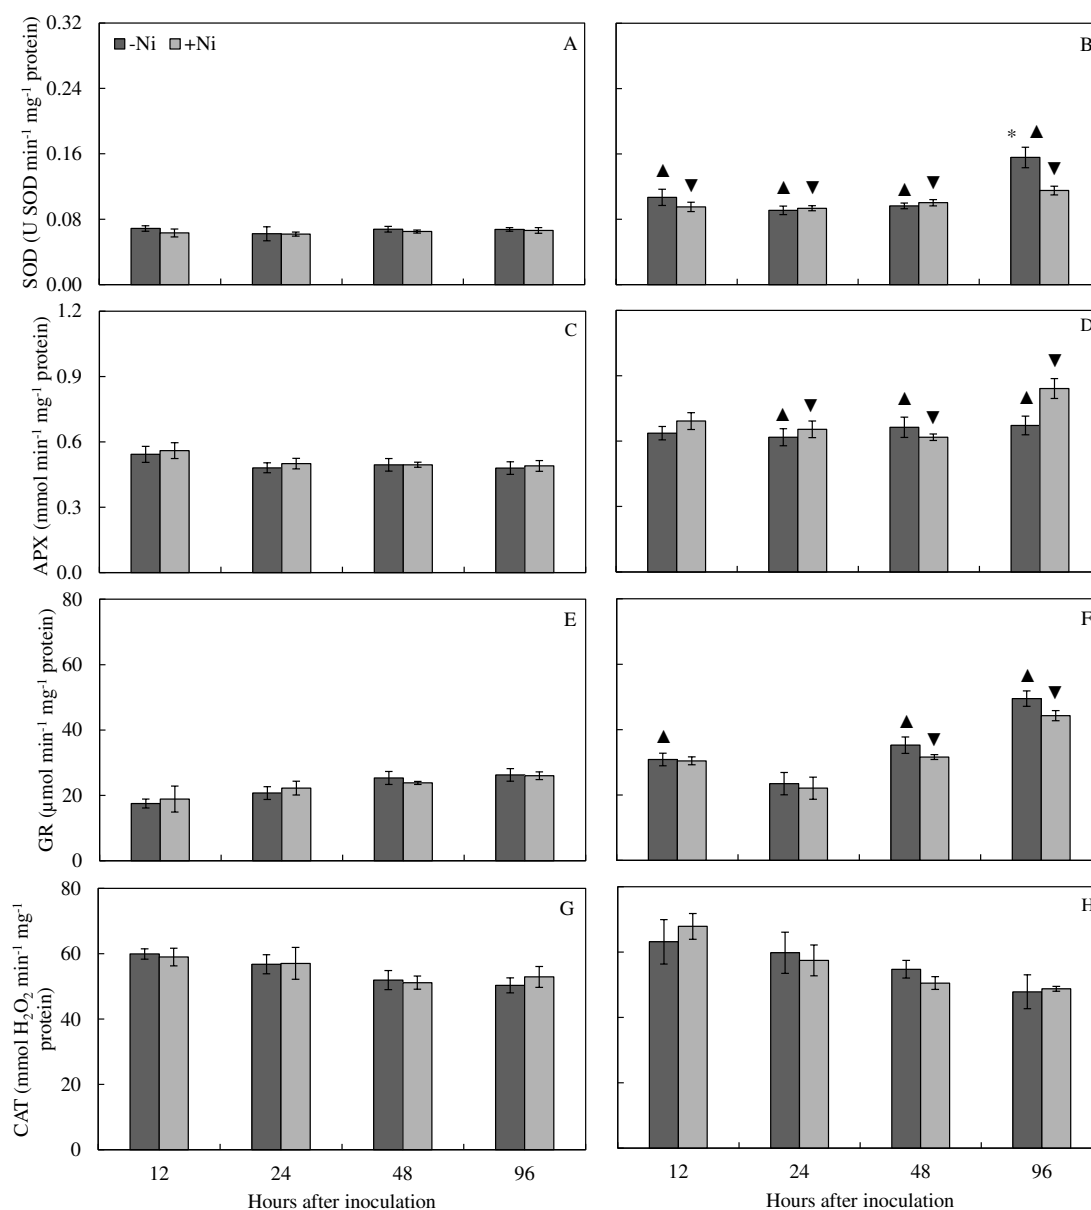 -Ni +Ni
A
B
SOD (U SOD min⁻¹ mg⁻¹ protein)
0.32
0.24
0.16
0.08
0.00
* ▲
▲ ▼ ▲ ▼ ▲ ▼ ▼
C
D
APX (mmol min⁻¹ mg⁻¹ protein)
1.2
0.9
0.6
0.3
0.0
▲ ▼ ▲ ▼ ▲ ▼
E
F
GR (µmol min⁻¹ mg⁻¹ protein)
80
60
40
20
0
▲ ▲ ▼ ▲ ▼
G
H
CAT (mmol H₂O₂ min⁻¹ mg⁻¹
protein)
80
60
40
20
0
12 24 48 96
Hours after inoculation
12 24 48 96
Hours after inoculation